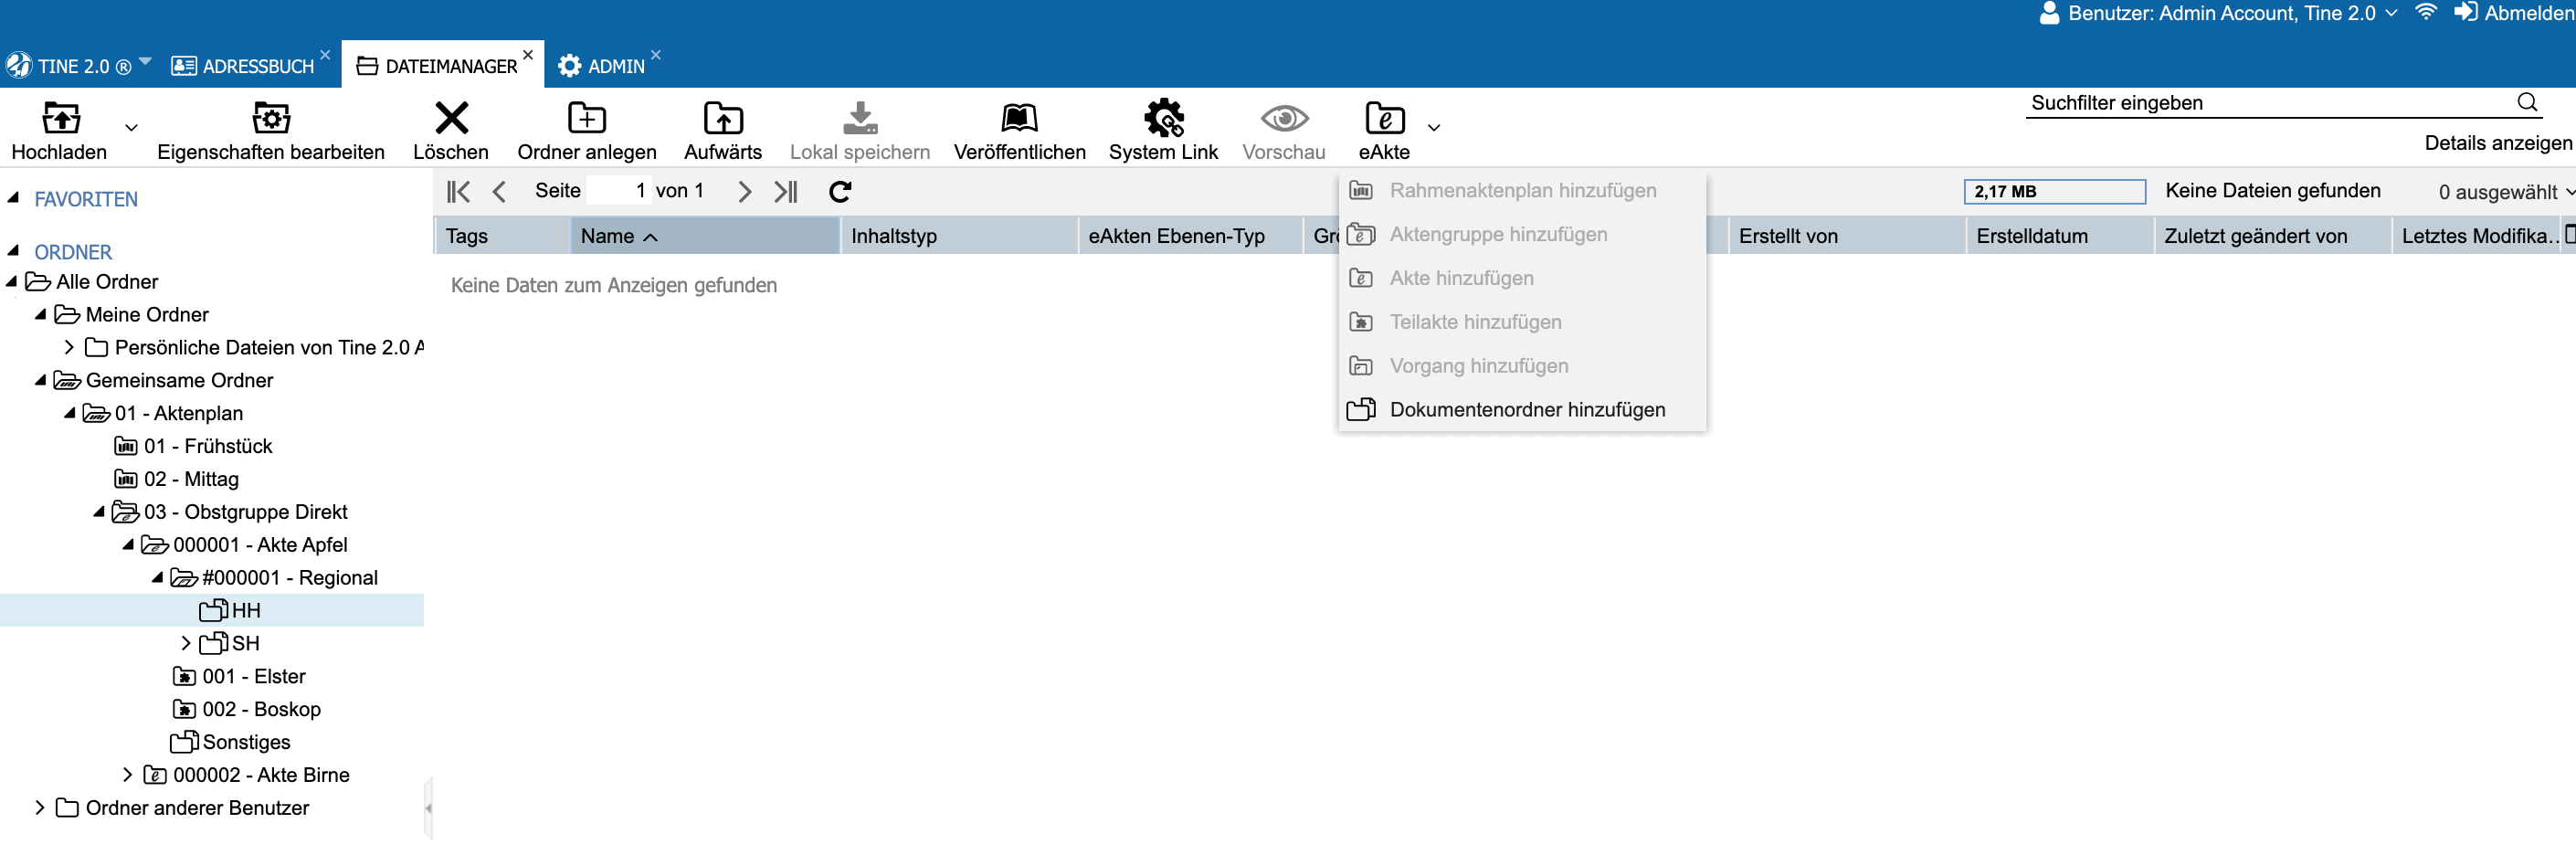 Benutzer: Admin Account, Tine 2.0 Abmelden
TINE 2.0 ® ADRESSBUCH DATEIMANAGER ADMIN
Hochladen Eigenschaften bearbeiten Löschen Ordner anlegen Aufwärts Lokal speichern Veröffentlichen System Link Vorschau eAkte
Suchfilter eingeben
Details anzeigen
FAVORITEN
ORDNER
Alle Ordner
Meine Ordner
Persönliche Dateien von Tine 2.0 A
Gemeinsame Ordner
01 - Aktenplan
01 - Frühstück
02 - Mittag
03 - Obstgruppe Direkt
000001 - Akte Apfel
#000001 - Regional
HH
SH
001 - Elster
002 - Boskop
Sonstiges
000002 - Akte Birne
Ordner anderer Benutzer
Seite 1 von 1
2,17 MB Keine Dateien gefunden 0 ausgewählt
Tags Name Inhaltstyp eAkten Ebenen-Typ Grö Erstellt von Erstelldatum Zuletzt geändert von Letztes Modifika...
Keine Daten zum Anzeigen gefunden
Rahmenaktenplan hinzufügen
Aktengruppe hinzufügen
Akte hinzufügen
Teilakte hinzufügen
Vorgang hinzufügen
Dokumentenordner hinzufügen